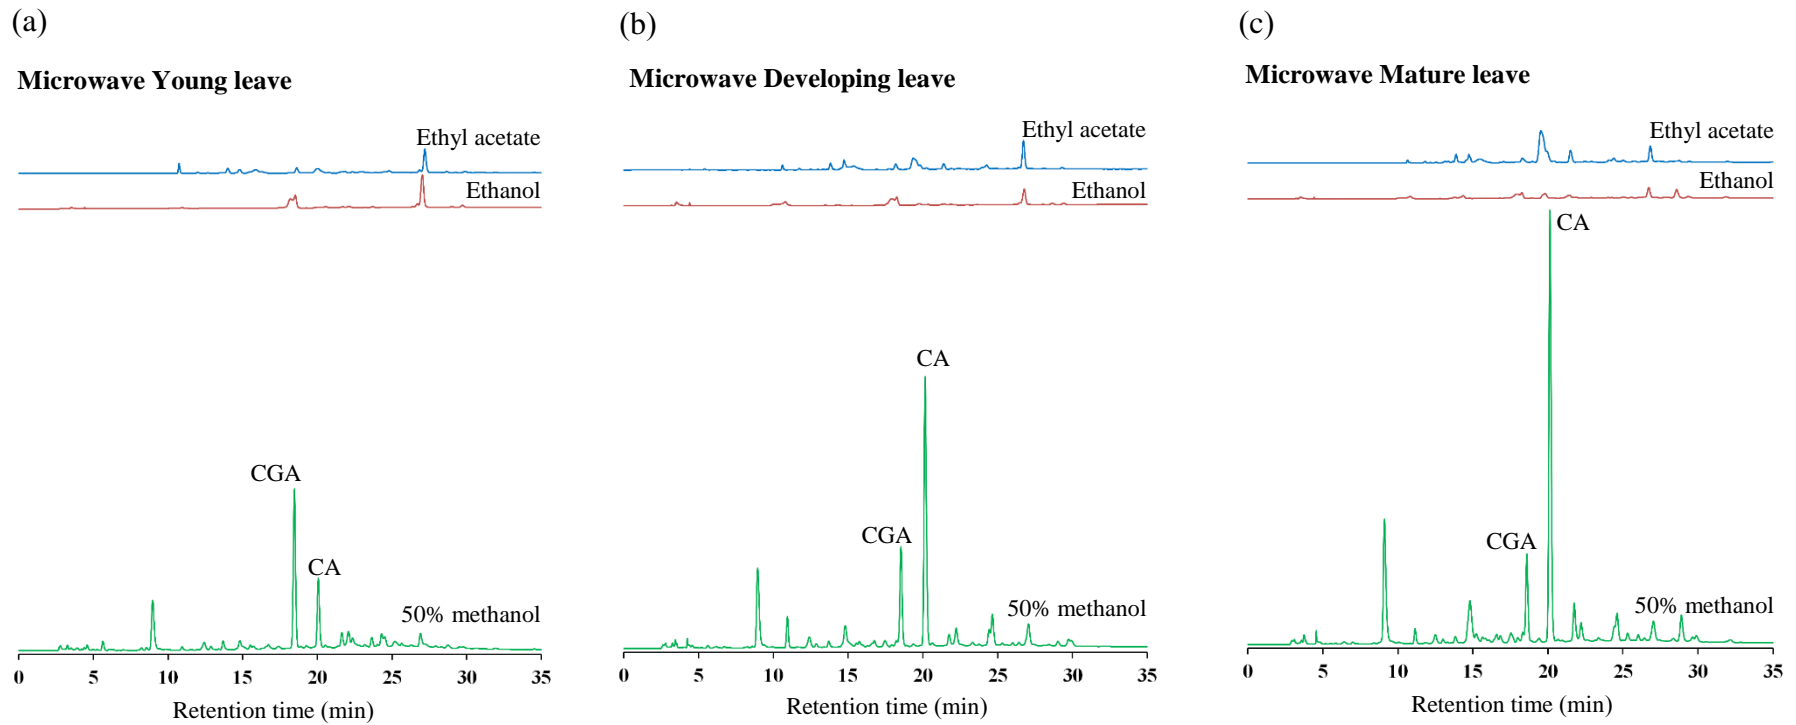 (a)
Microwave Young leave
Ethyl acetate
Ethanol
CGA
CA
50% methanol
0 5 10 15 20 25 30 35
Retention time (min)
(b)
Microwave Developing leave
Ethyl acetate
Ethanol
CA
CGA
50% methanol
0 5 10 15 20 25 30 35
Retention time (min)
(c)
Microwave Mature leave
Ethyl acetate
Ethanol
CA
CGA
50% methanol
0 5 10 15 20 25 30 35
Retention time (min)